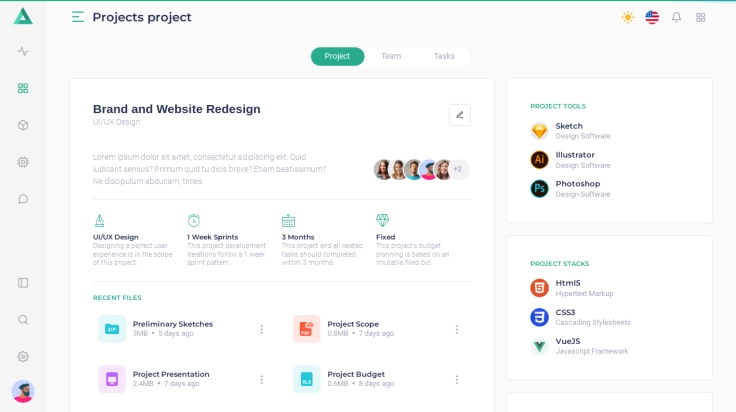 Projects project
Project
Team
Tasks
Brand and Website Redesign
UI/UX Design
Lorem ipsum dolor sit amet, consectetur adipiscing elit. Quid
iudicant sensus? Primum quid tu dicis breve? Etiam beatissimum?
Ne discipulum abducam, times.
+2
UI/UX Design
Designing a perfect user
experience is in the scope
of this project.
1 Week Sprints
This project development
iterations follow a 1 week
sprint pattern.
3 Months
This project and all related
tasks should completed
within 3 months.
Fixed
This project's budget
planning is based on an
imutable fixed bid.
RECENT FILES
Preliminary Sketches
3MB • 5 days ago
Project Scope
0.8MB • 7 days ago
Project Presentation
2.4MB • 7 days ago
Project Budget
0.6MB • 8 days ago
ZIP
PDF
XLS
PROJECT TOOLS
Sketch
Design Software
Ai
Illustrator
Design Software
Ps
Photoshop
Design Software
PROJECT STACKS
Html5
Hypertext Markup
CSS3
Cascading Stylesheets
VueJS
Javascript Framework